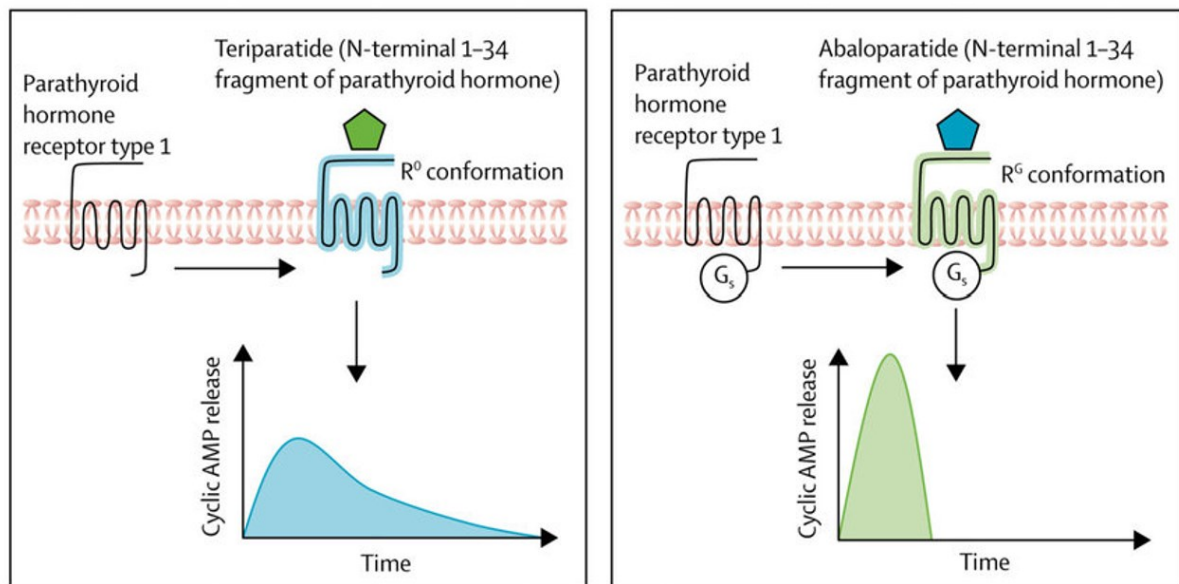 Teriparatide (N-terminal 1–34
fragment of parathyroid hormone)
Parathyroid
hormone
receptor type 1
R⁰ conformation
Cyclic AMP release
Time
Abaloparatide (N-terminal 1–34
fragment of parathyroid hormone)
Parathyroid
hormone
receptor type 1
Rᴳ conformation
Gₛ
Gₛ
Cyclic AMP release
Time